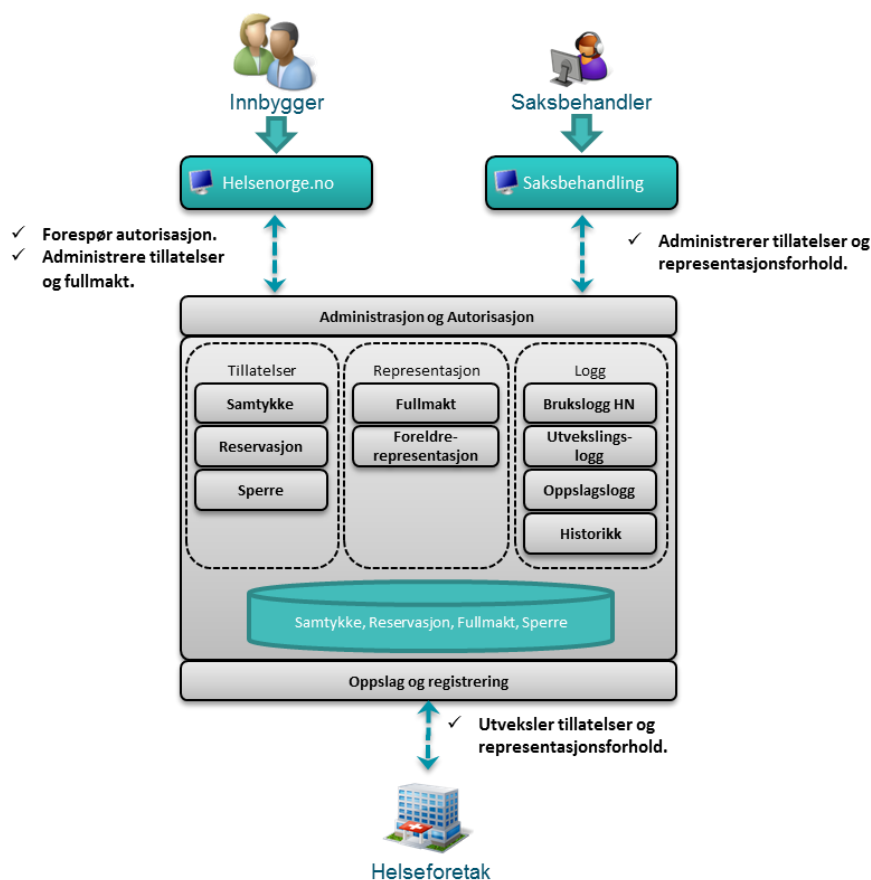 Innbygger
Saksbehandler
Helsenorge.no
Saksbehandling
✓ Forespør autorisasjon.
✓ Administrere tillatelser
og fullmakt.
✓ Administrerer tillatelser og
representasjonsforhold.
Administrasjon og Autorisasjon
Tillatelser
Samtykke
Reservasjon
Sperre
Representasjon
Fullmakt
Foreldre-
representasjon
Logg
Brukslogg HN
Utvekslings-
logg
Oppslagslogg
Historikk
Samtykke, Reservasjon, Fullmakt, Sperre
Oppslag og registrering
✓ Utveksler tillatelser og
representasjonsforhold.
Helseforetak